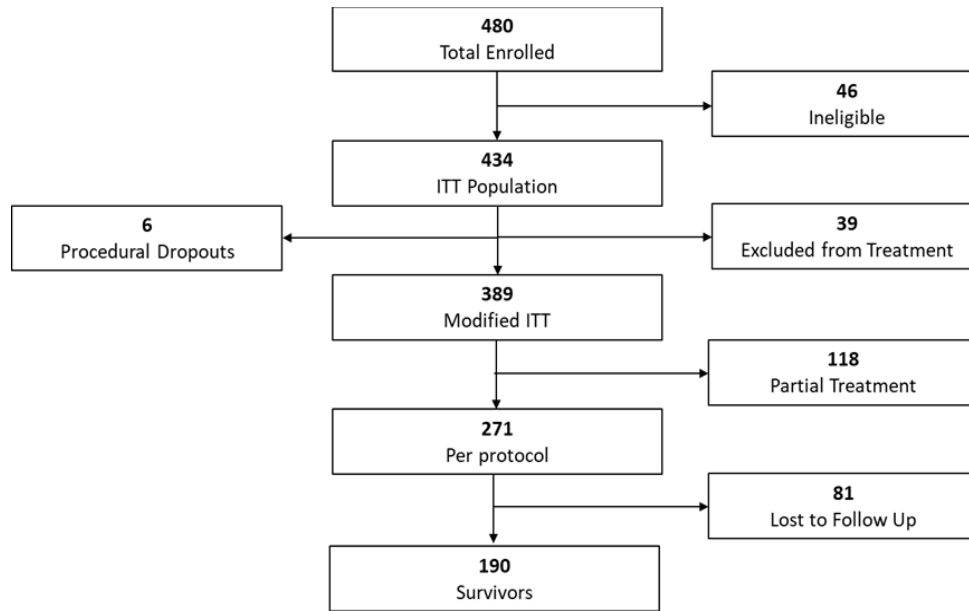 480
Total Enrolled
46
Ineligible
434
ITT Population
6
Procedural Dropouts
39
Excluded from Treatment
389
Modified ITT
118
Partial Treatment
271
Per protocol
81
Lost to Follow Up
190
Survivors